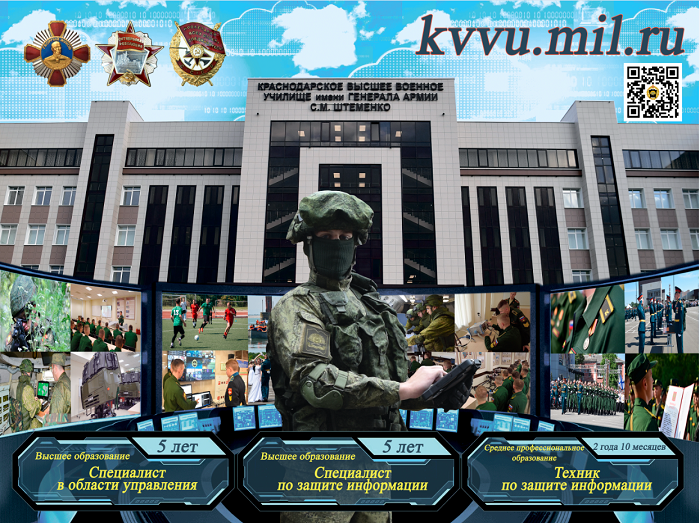 kvvu.mil.ru
КРАСНОДАРСКОЕ ВЫСШЕЕ ВОЕННОЕ
УЧИЛИЩЕ ИМЕНИ ГЕНЕРАЛА АРМИИ
С.М. ШТЕМЕНКО
5 лет
Высшее образование
Специалист
в области управления
5 лет
Высшее образование
Специалист
по защите информации
2 года 10 месяцев
Среднее профессиональное
образование
Техник
по защите информации